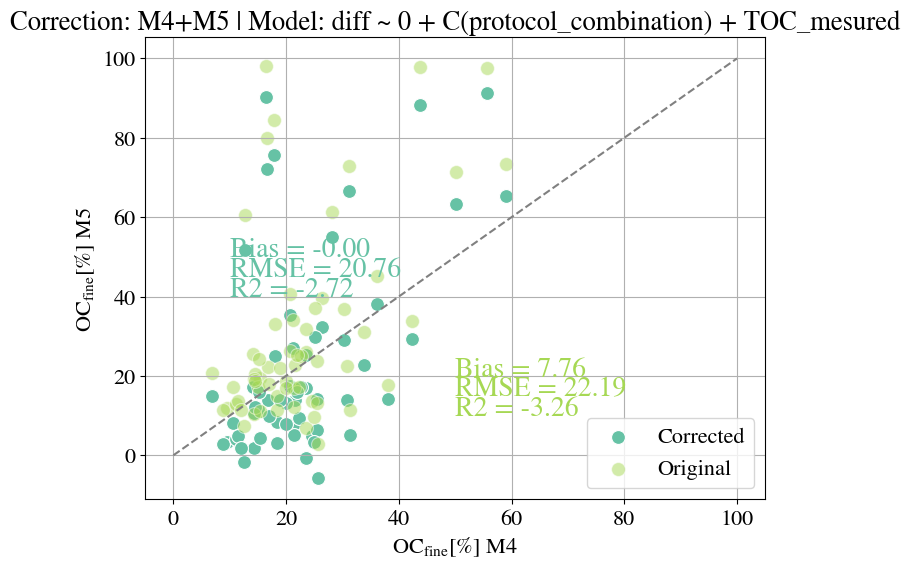 Correction: M4+M5 | Model: diff ~ 0 + C(protocol_combination) + TOC_mesured
100
80
60
40
20
0
OCfine[%] M5
Bias = -0.00
RMSE = 20.76
R2 = -2.72
Bias = 7.76
RMSE = 22.19
R2 = -3.26
Corrected
Original
0 20 40 60 80 100
OCfine[%] M4